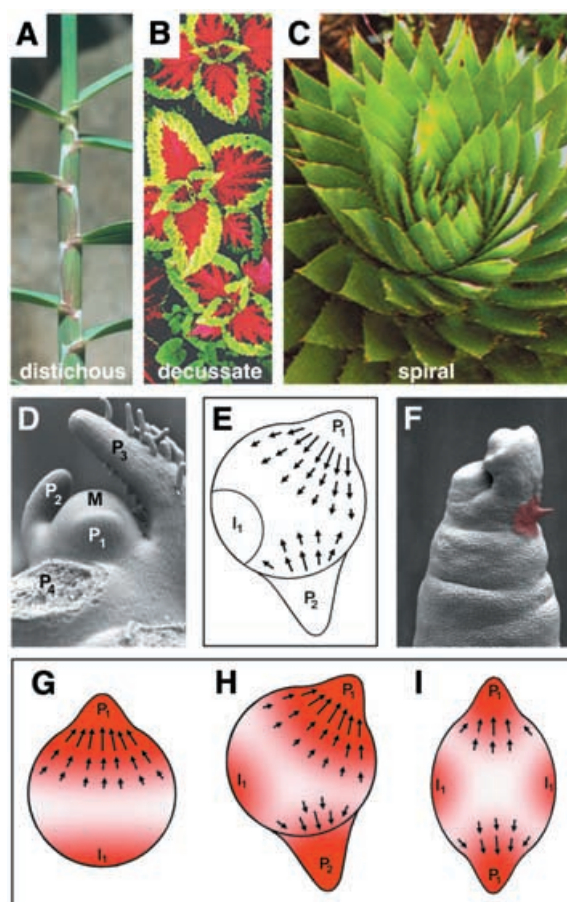 A
B
C
distichous
decussate
spiral
D
P3
P2
M
P1
P4
E
P1
I1
P2
F
G
P1
I1
H
P1
I1
P2
I
P1
I1
I1
P1